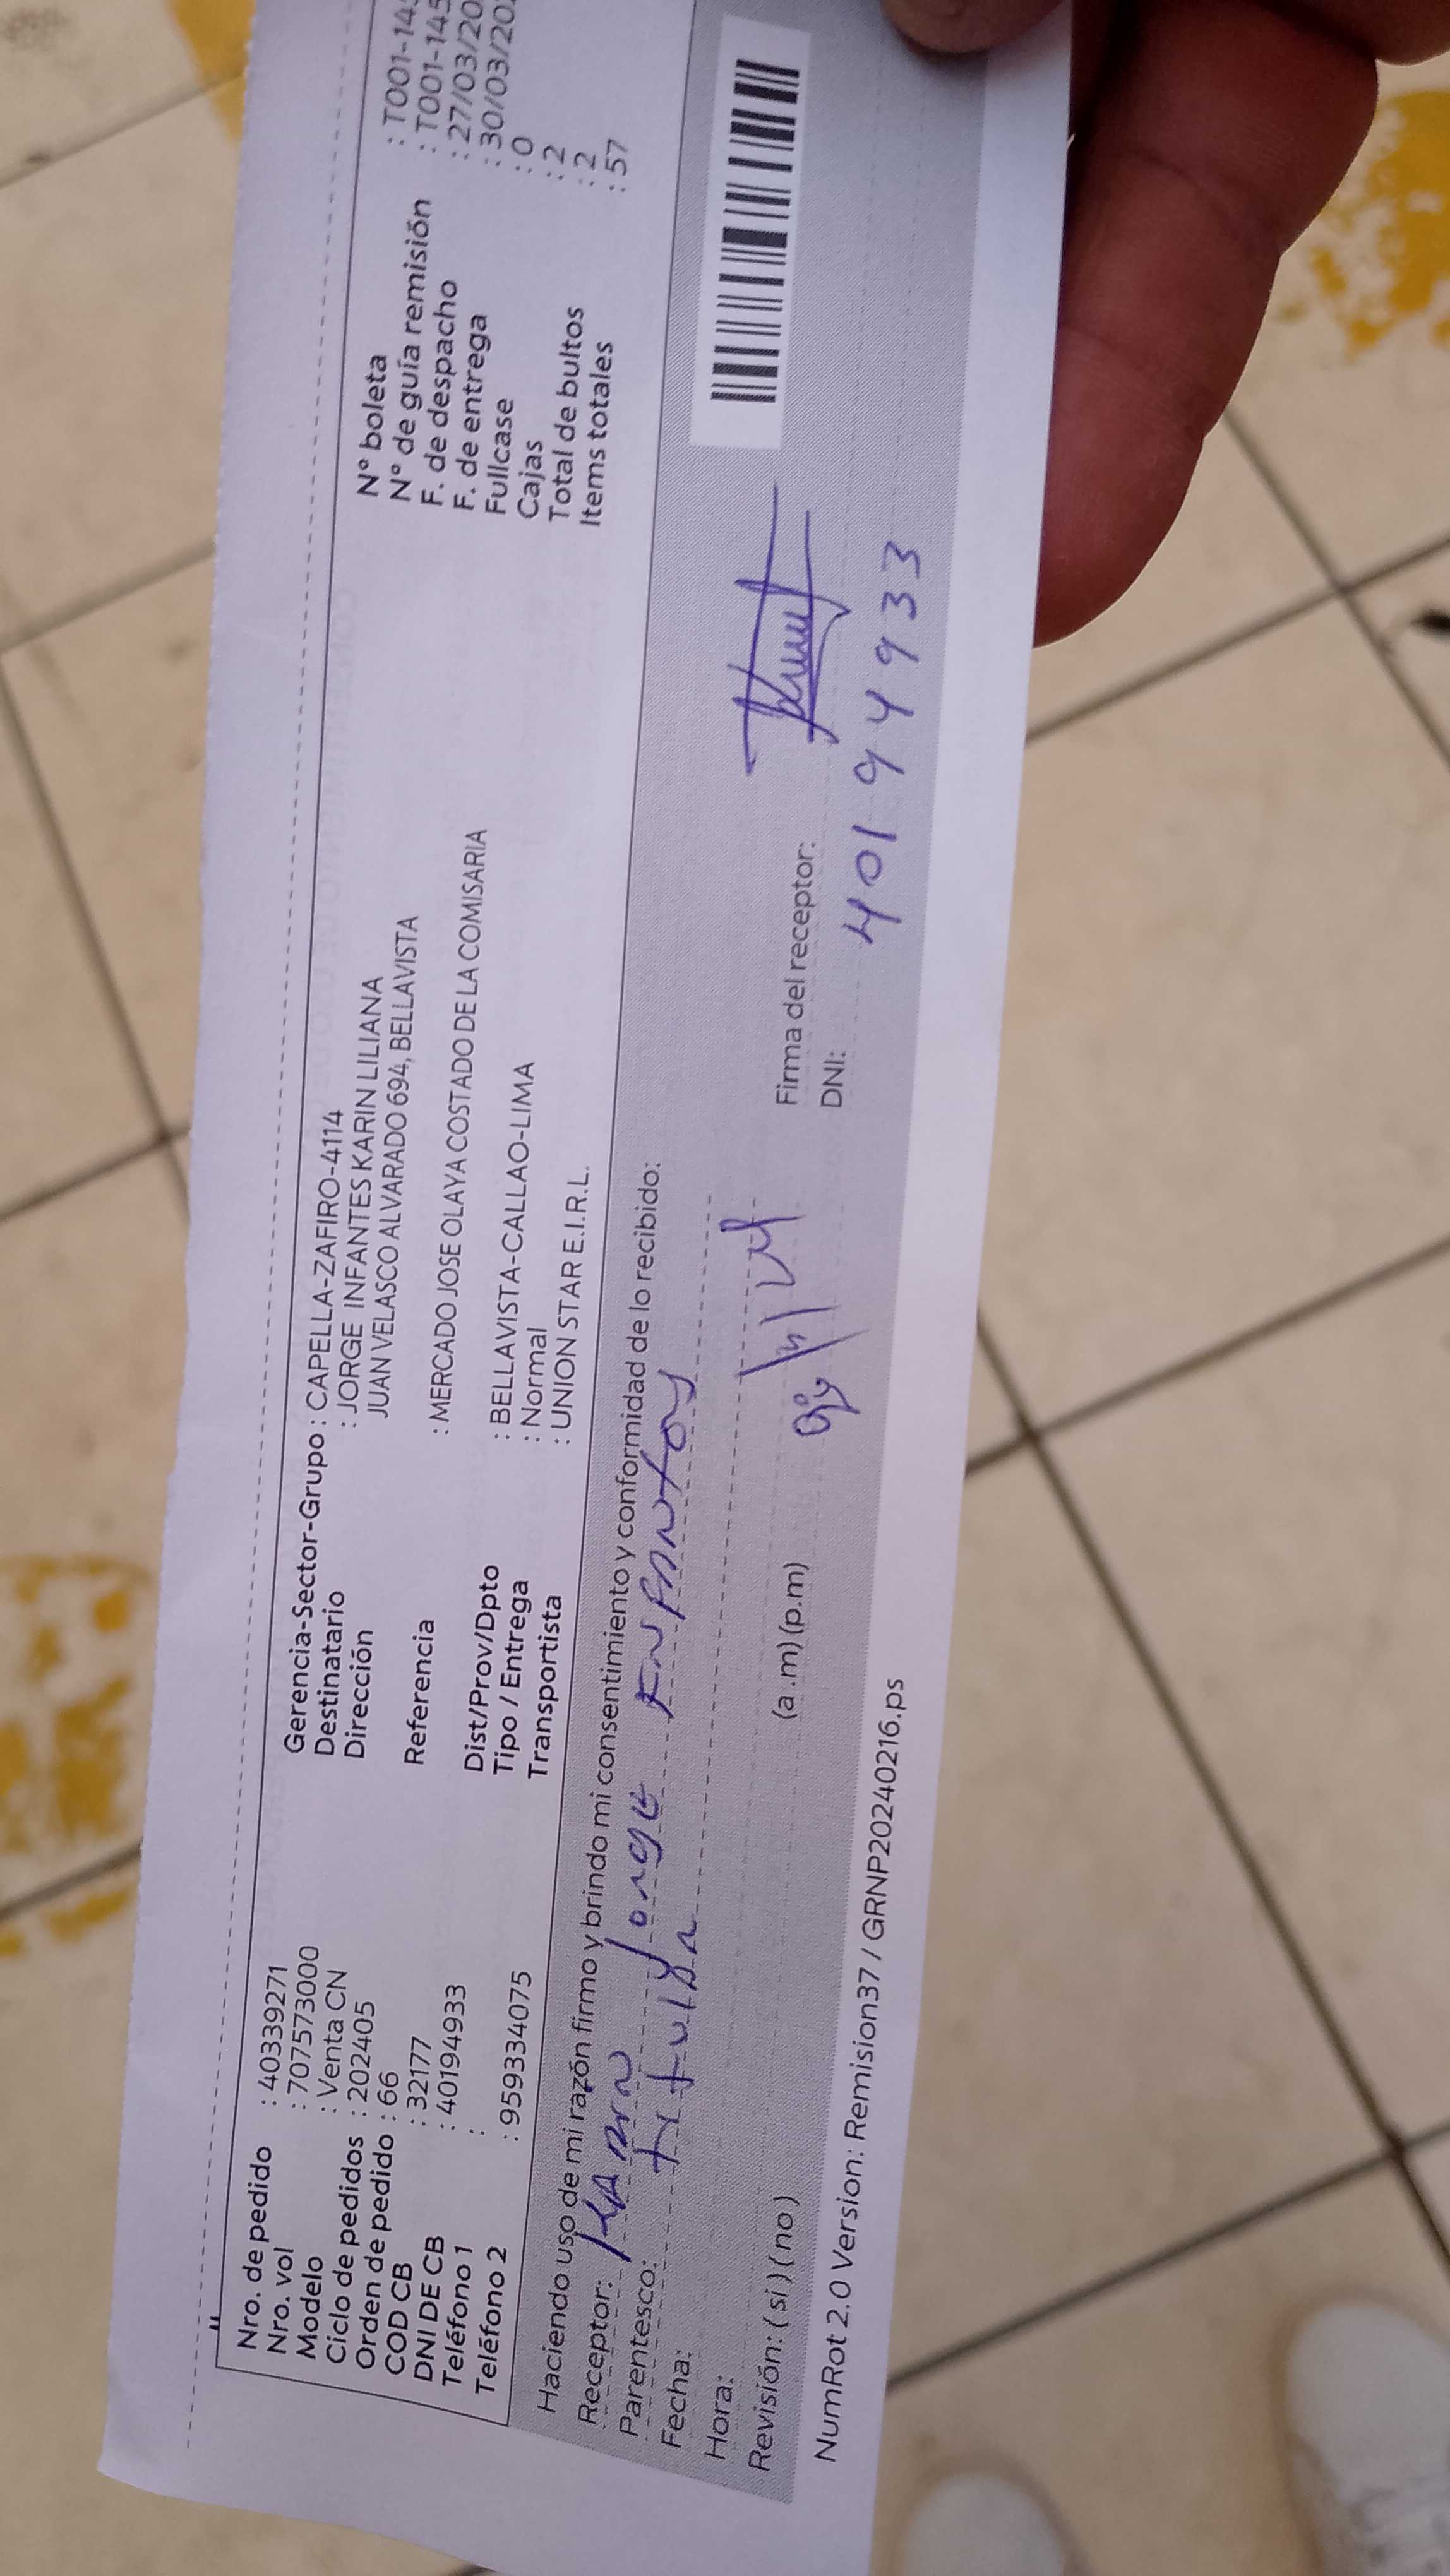 Nro. de pedido : 40339271
Nro. vol : 707573000
Modelo : Venta CN
Ciclo de pedidos : 202405
Orden de pedido : 66
COD CB : 32177
DNI DE CB : 40194933
Teléfono 1 :
Teléfono 2 : 959334075
Gerencia-Sector-Grupo : CAPELLA-ZAFIRO-4114
Destinatario : JORGE INFANTES KARIN LILIANA
Dirección JUAN VELASCO ALVARADO 694, BELLAVISTA
Referencia : MERCADO JOSE OLAYA COSTADO DE LA COMISARIA
Dist/Prov/Dpto : BELLAVISTA-CALLAO-LIMA
Tipo / Entrega : Normal
Transportista : UNION STAR E.I.R.L.
N° boleta : T001-14
N° de guía remisión : T001-145
F. de despacho : 27/03/20
F. de entrega : 30/03/20
Fullcase : 0
Cajas : 2
Total de bultos : 2
Items totales : 57
Haciendo uso de mi razón firmo y brindo mi consentimiento y conformidad de lo recibido:
Receptor: Jorge
Parentesco:
Fecha:
Hora: (a.m) (p.m)
Revisión: ( si ) ( no )
Firma del receptor:
DNI: 40194933
NumRot 2.0 Version: Remision37 / GRNP20240216.ps